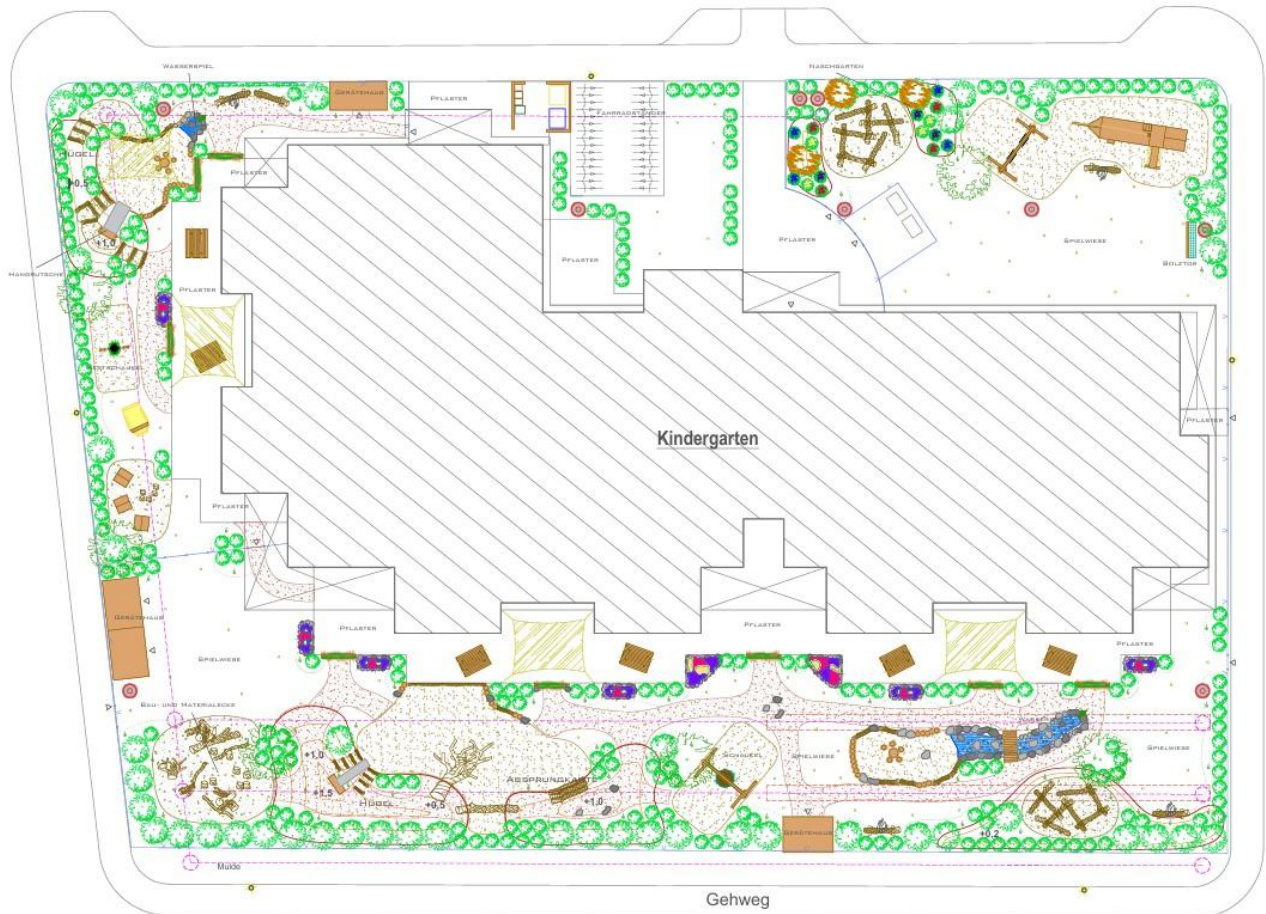 Wasserspiel
Naschgarten
Gerätehaus
Pflaster
Fahrradständer
Hügel
Pflaster
+0,5
+1,0
Hangrutsche
Pflaster
Pflaster
Pflaster
Spielwiese
Bolztor
Kindergarten
Pflaster
Pflaster
Gerätehaus
Pflaster
Pflaster
Pflaster
Spielwiese
Bau- und Materialecke
+1,0
+1,5
Hügel
+0,5
Absprungkante
+1,0
Schaukel
Spielwiese
Spielwiese
Gerätehaus
+0,2
Mulde
Gehweg